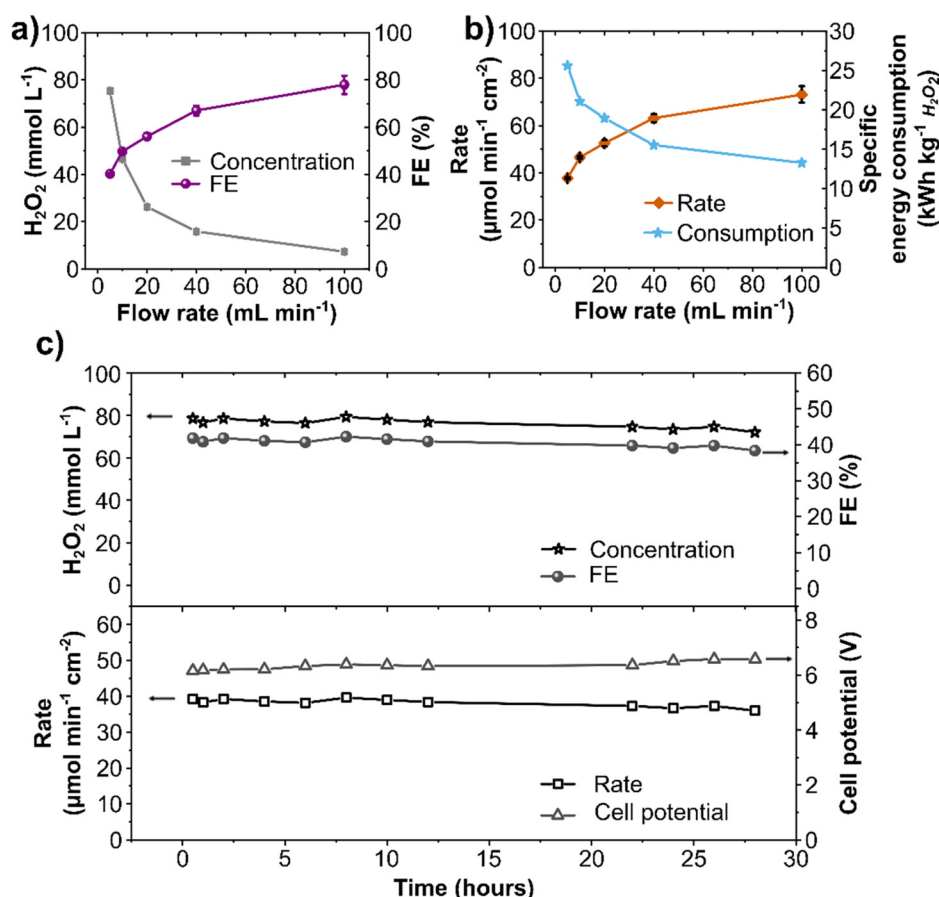 a)
H₂O₂ (mmol L⁻¹)
100
80
60
40
20
0
Concentration
FE
100
80
60
40
20
0
FE (%)
0 20 40 60 80 100
Flow rate (mL min⁻¹)
b)
Rate
(µmol min⁻¹ cm⁻²)
100
80
60
40
20
0
Rate
Consumption
30
25
20
15
10
5
0
Specific
energy consumption
(kWh kg⁻¹ H₂O₂)
0 20 40 60 80 100
Flow rate (mL min⁻¹)
c)
H₂O₂ (mmol L⁻¹)
100
80
60
40
20
0
Concentration
FE
60
50
40
30
20
10
0
FE (%)
Rate
(µmol min⁻¹ cm⁻²)
60
50
40
30
20
10
0
Rate
Cell potential
8
6
4
2
0
Cell potential (V)
0 5 10 15 20 25 30
Time (hours)